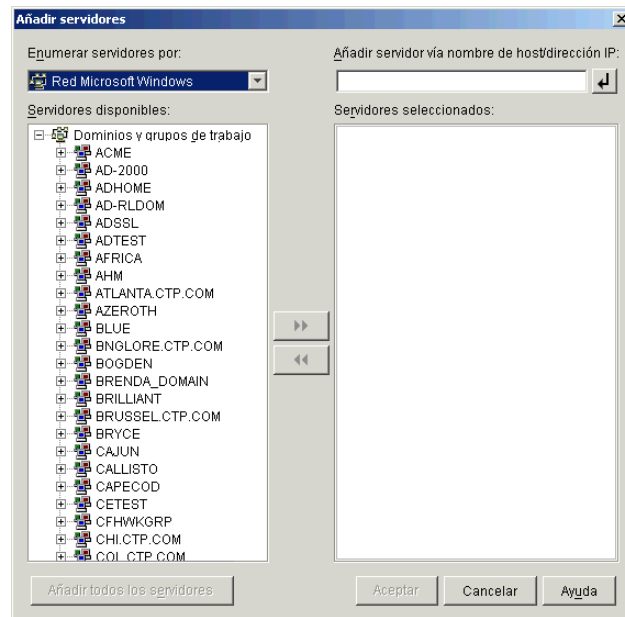 Añadir servidores
Enumerar servidores por:
Añadir servidor vía nombre de host/dirección IP:
Red Microsoft Windows
Servidores disponibles:
Servidores seleccionados:
Dominios y grupos de trabajo
ACME
AD-2000
ADHOME
AD-RLDOM
ADSSL
ADTEST
AFRICA
AHM
ATLANTA.CTP.COM
AZEROTH
BLUE
BNGLORE.CTP.COM
BOGDEN
BRENDA_DOMAIN
BRILLIANT
BRUSSEL.CTP.COM
BRYCE
CAJUN
CALLISTO
CAPECOD
CETEST
CFHWKGRP
CHI.CTP.COM
COL.CTP.COM
Añadir todos los servidores
Aceptar
Cancelar
Ayuda